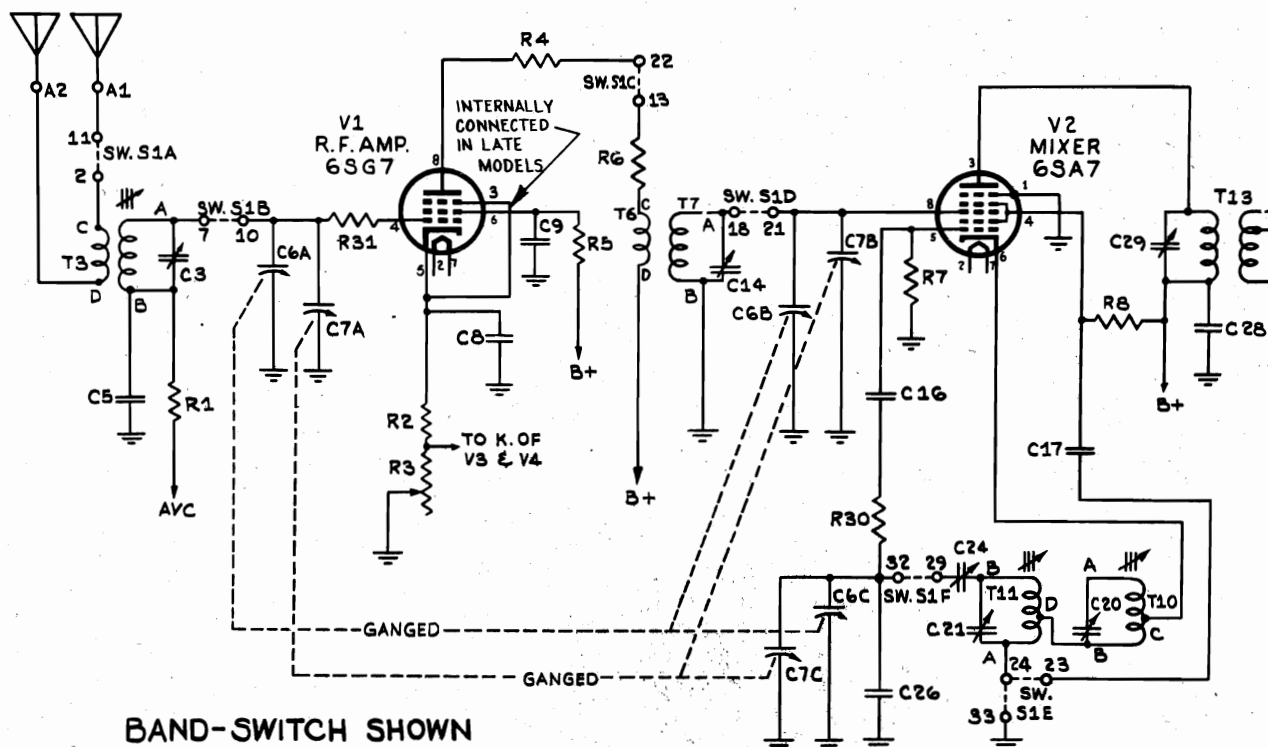 A2
A1
11
SW. S1A
2
C
T3
D
A
B
C3
C5
R1
AVC
SW. S1B
7
10
C6A
C7A
R31
V1
R.F. AMP.
6SG7
INTERNALLY
CONNECTED
IN LATE
MODELS
8
3
6
4
5
2
7
C9
R5
B+
C8
R2
R3
TO K. OF
V3 & V4
R4
22
SW. S1C
13
R6
C
T6
D
B+
T7
A
B
SW. S1D
18
21
C14
C6B
C7B
V2
MIXER
6SA7
3
1
8
4
5
2
7
6
R7
C16
R30
T13
C29
R8
C28
B+
C17
32
29
SW. S1F
C24
B
T11
D
C21
A
A
C20
T10
C
B
24
23
SW.
S1E
33
C6C
C7C
C26
GANGED
GANGED
BAND-SWITCH SHOWN